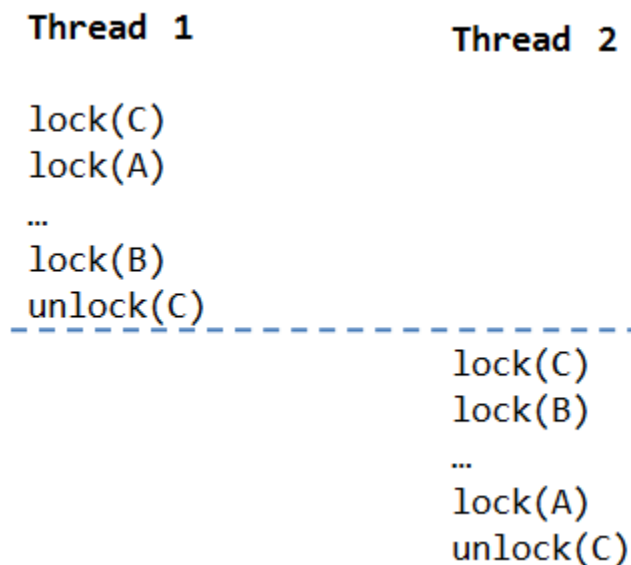 Thread 1
Thread 2
lock(C)
lock(A)
…
lock(B)
unlock(C)
lock(C)
lock(B)
…
lock(A)
unlock(C)